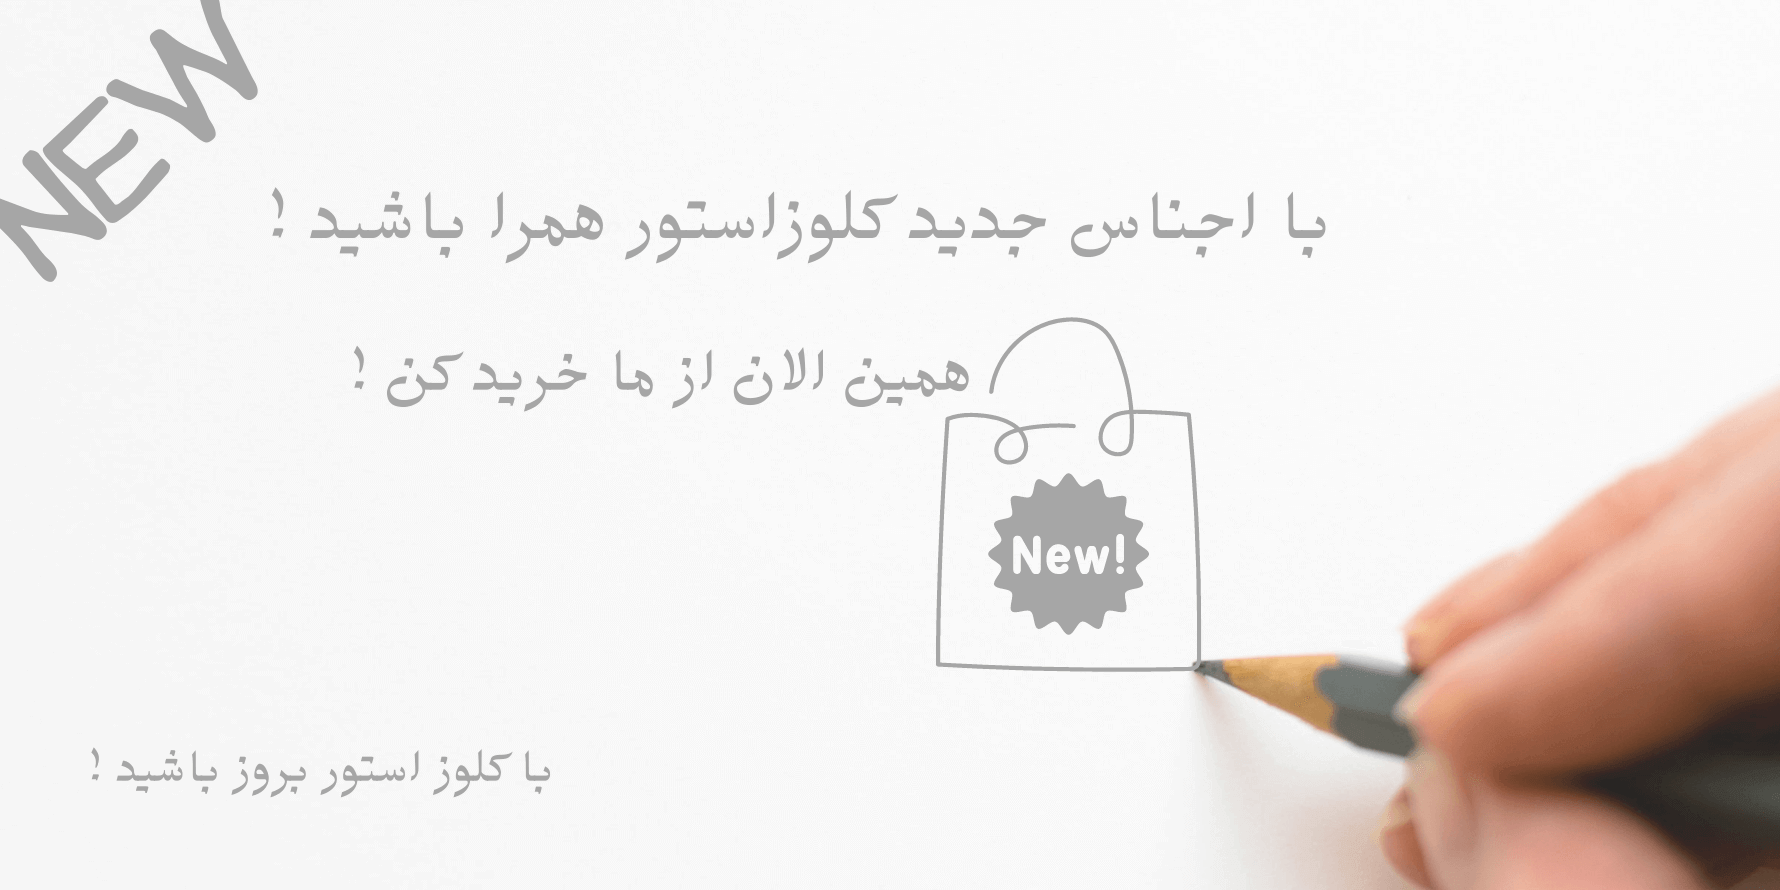 NEW
با اجناس جدید کلوزاستور همرا باشید !
همین الان از ما خرید کن !
New!
با کلوز استور بروز باشید !